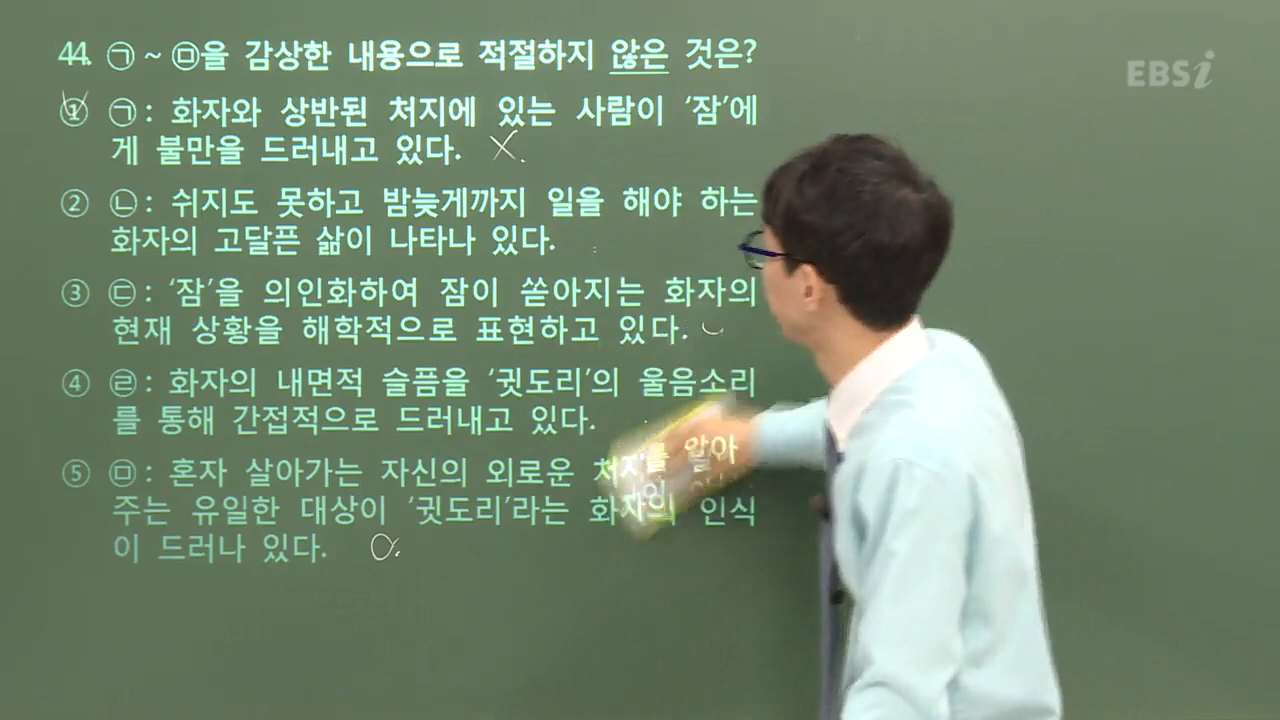 EBSi
44. ㉠ ~ ㉤을 감상한 내용으로 적절하지 않은 것은?
① ㉠: 화자와 상반된 처지에 있는 사람이 ‘잠’에
게 불만을 드러내고 있다. X.
② ㉡: 쉬지도 못하고 밤늦게까지 일을 해야 하는
화자의 고달픈 삶이 나타나 있다.
③ ㉢: ‘잠’을 의인화하여 잠이 쏟아지는 화자의
현재 상황을 해학적으로 표현하고 있다.
④ ㉣: 화자의 내면적 슬픔을 ‘귓도리’의 울음소리
를 통해 간접적으로 드러내고 있다.
⑤ ㉤: 혼자 살아가는 자신의 외로운 처지를 알아
주는 유일한 대상이 ‘귓도리’라는 화자의 인식
이 드러나 있다. O.